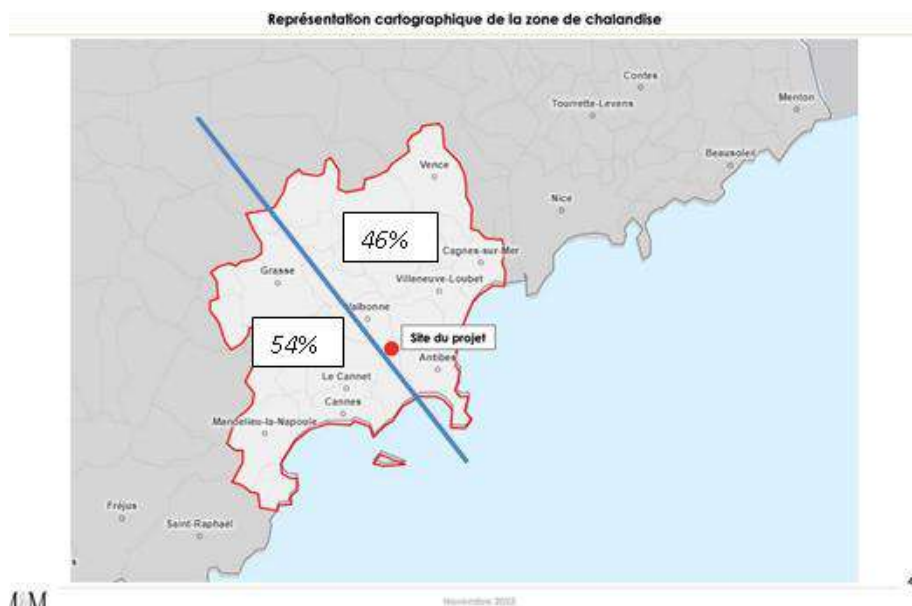 Représentation cartographique de la zone de chalandise
Contes
Tourrette-Levens
Menton
Beausoleil
Vence
Nice
46%
Cagnes-sur-Mer
Grasse
Villeneuve-Loubet
Valbonne
54%
Site du projet
Antibes
Le Cannet
Cannes
Mandelieu-la-Napoule
Fréjus
Saint-Raphaël
4